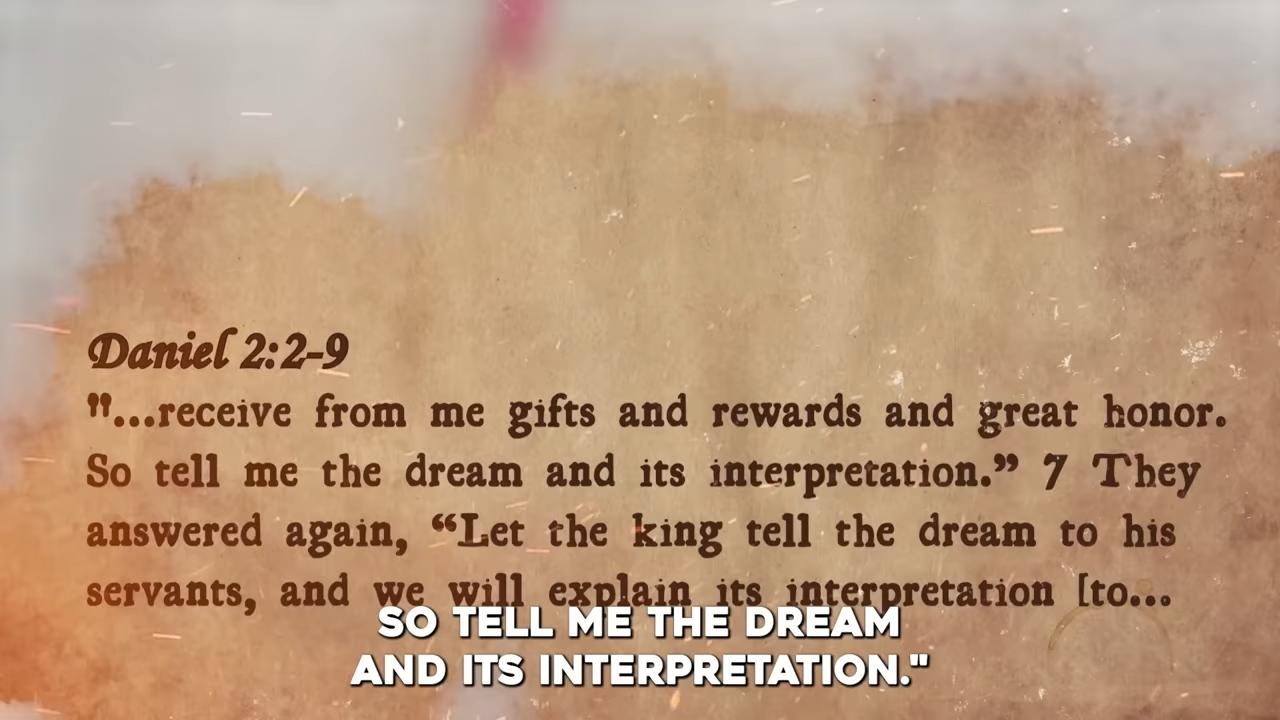 Daniel 2:2-9
"...receive from me gifts and rewards and great honor.
So tell me the dream and its interpretation.” 7 They
answered again, “Let the king tell the dream to his
servants, and we will explain its interpretation [to...
SO TELL ME THE DREAM
AND ITS INTERPRETATION."